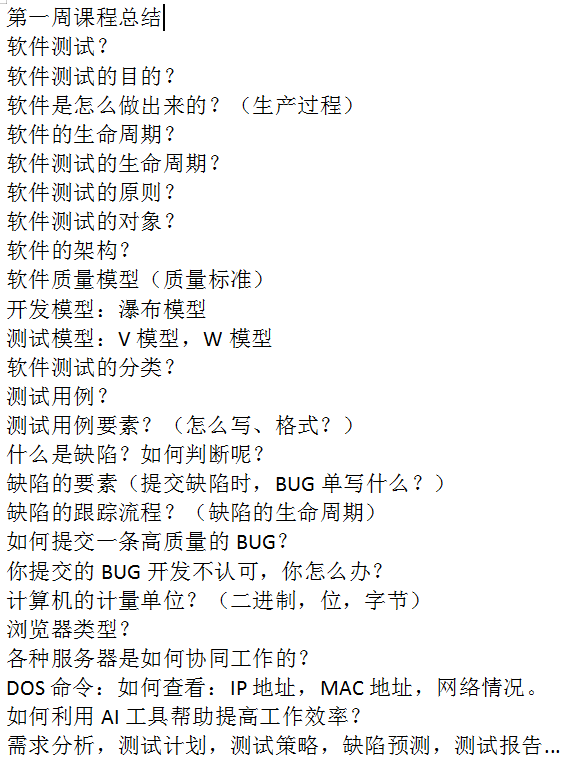 第一周课程总结
软件测试？
软件测试的目的？
软件是怎么做出来的？（生产过程）
软件的生命周期？
软件测试的生命周期？
软件测试的原则？
软件测试的对象？
软件的架构？
软件质量模型（质量标准）
开发模型：瀑布模型
测试模型：V 模型，W 模型
软件测试的分类？
测试用例？
测试用例要素？（怎么写、格式？）
什么是缺陷？如何判断呢？
缺陷的要素（提交缺陷时，BUG 单写什么？）
缺陷的跟踪流程？（缺陷的生命周期）
如何提交一条高质量的 BUG？
你提交的 BUG 开发不认可，你怎么办？
计算机的计量单位？（二进制，位，字节）
浏览器类型？
各种服务器是如何协同工作的？
DOS 命令：如何查看：IP 地址，MAC 地址，网络情况。
如何利用 AI 工具帮助提高工作效率？
需求分析，测试计划，测试策略，缺陷预测，测试报告...